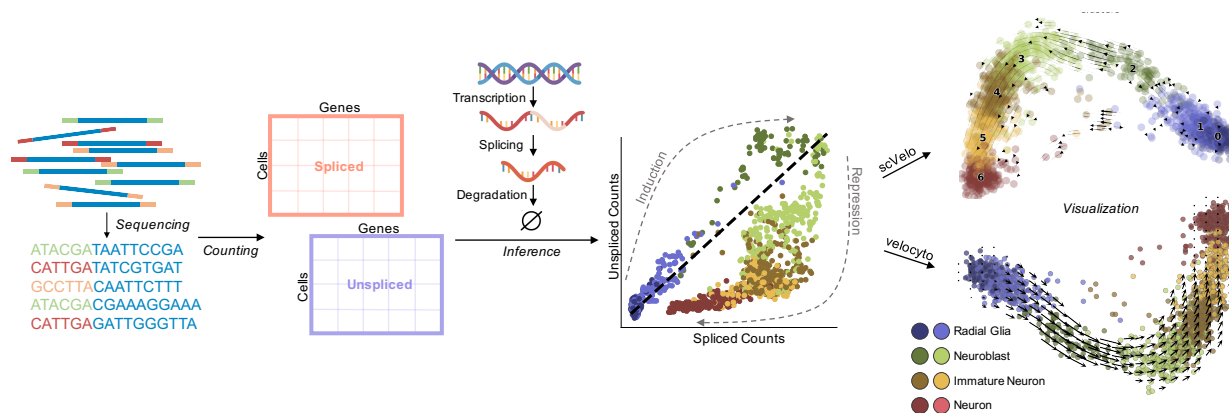 Sequencing
ATACGATAATTCCGA
CATTGATATCGTGAT
GCCTTACAATTCTTT
ATACGACGAAAGGAAA
CATTGAGATTGGGTTA
Counting
Genes
Cells
Spliced
Genes
Cells
Unspliced
Transcription
Splicing
Degradation
∅
Inference
Unspliced Counts
Spliced Counts
Induction
Repression
scVelo
velocyto
3
2
4
5
6
1
0
Visualization
Radial Glia
Neuroblast
Immature Neuron
Neuron